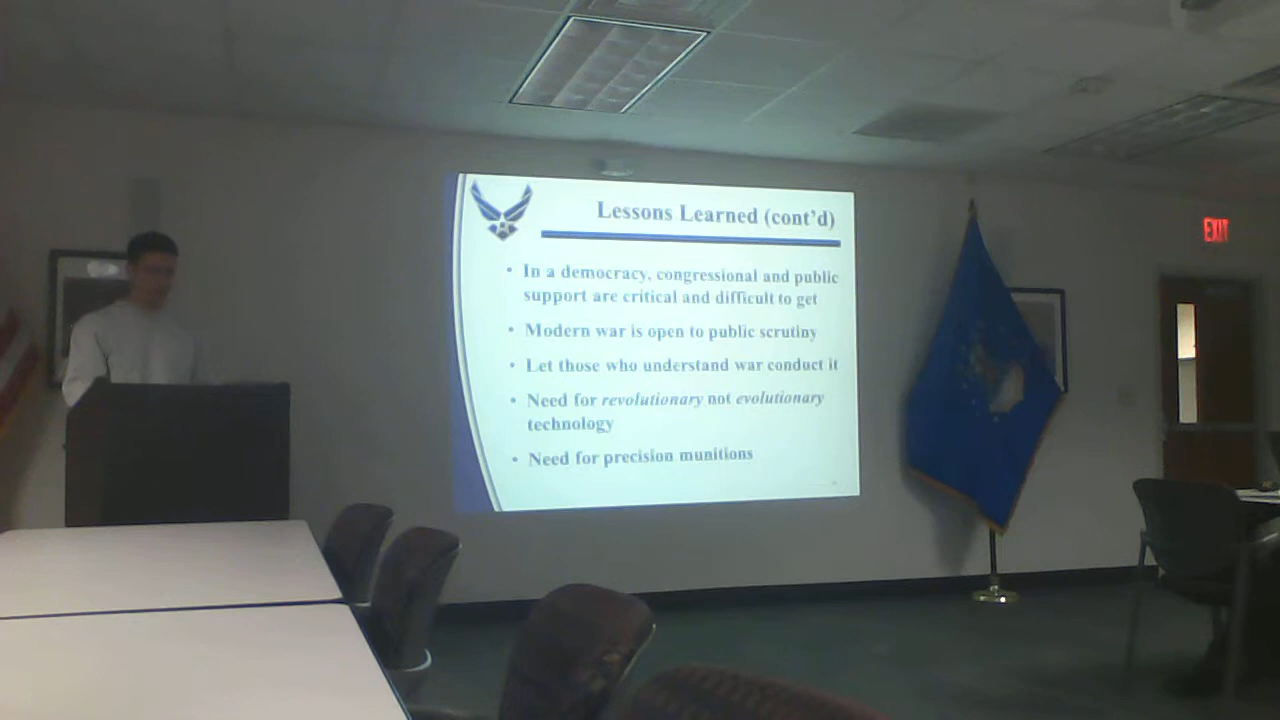 Lessons Learned (cont'd)
• In a democracy, congressional and public
support are critical and difficult to get
• Modern war is open to public scrutiny
• Let those who understand war conduct it
• Need for revolutionary not evolutionary
technology
• Need for precision munitions
EXIT